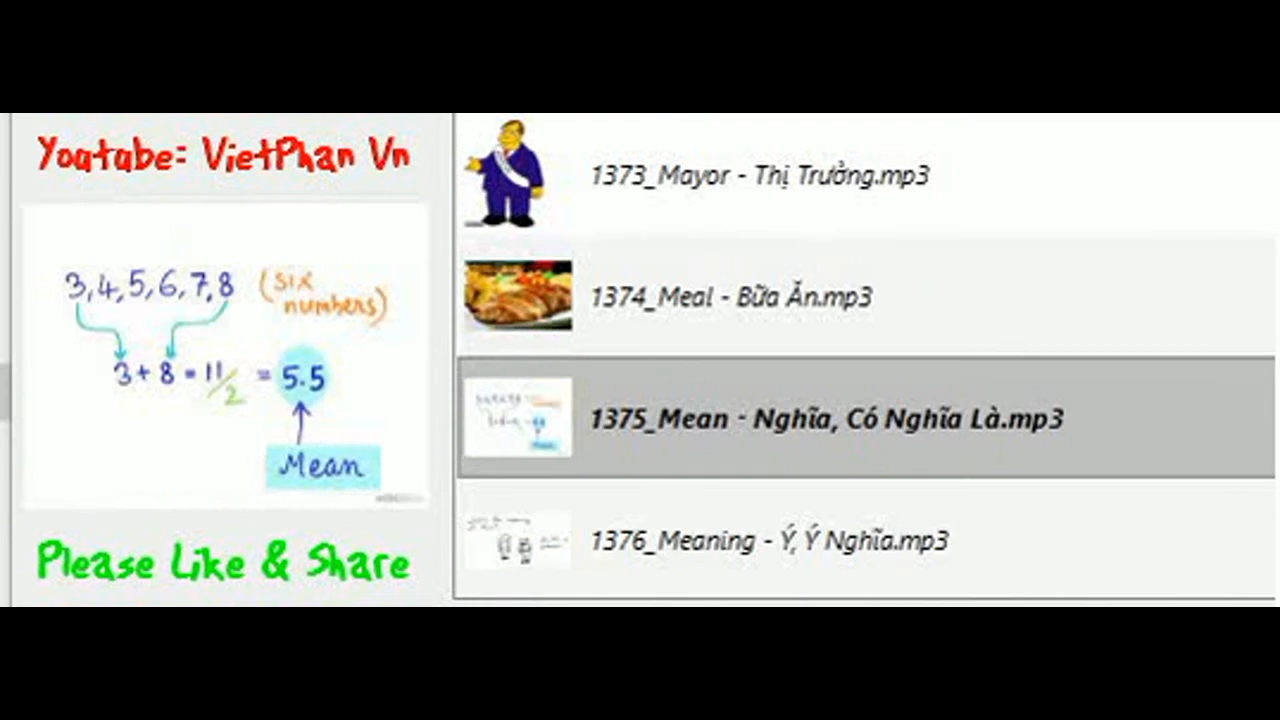 Youtube: VietPhan Vn
3,4,5,6,7,8 (six numbers)
3 + 8 = 11/2 = 5.5
Mean
Please Like & Share
1373_Mayor - Thị Trưởng.mp3
1374_Meal - Bữa Ăn.mp3
1375_Mean - Nghĩa, Có Nghĩa Là.mp3
1376_Meaning - Ý, Ý Nghĩa.mp3